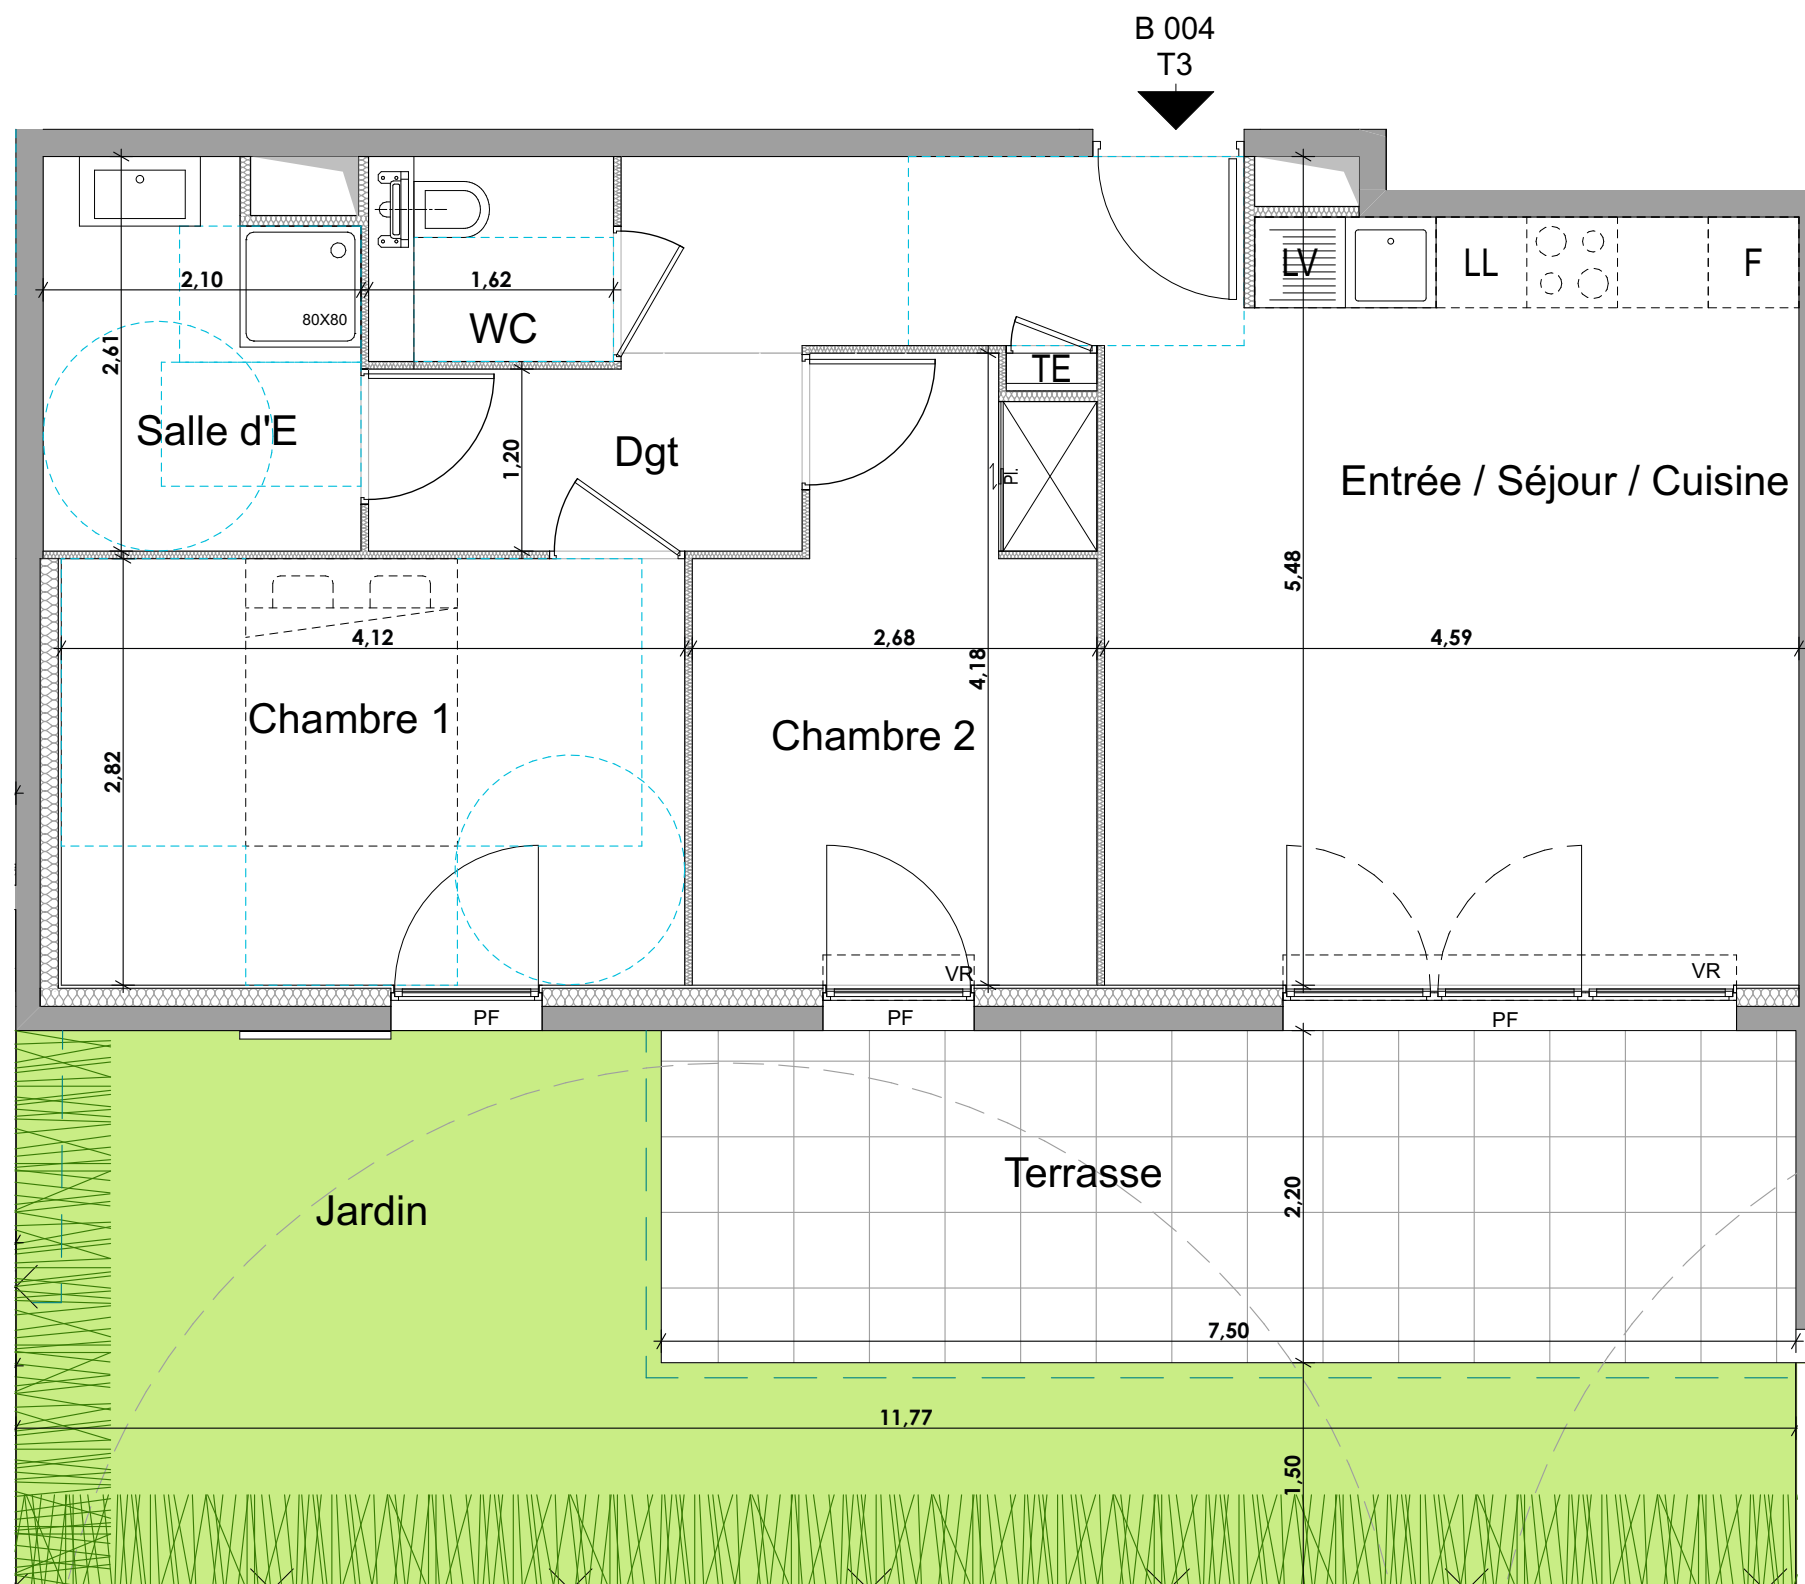 B 004
T3
2,10
1,62
80X80
WC
2,61
Salle d'E
1,20
Dgt
TE
Pl.
LV
LL
F
Entrée / Séjour / Cuisine
5,48
4,12
2,68
4,18
4,59
Chambre 1
Chambre 2
2,82
VR
VR
PF
PF
PF
Terrasse
Jardin
2,20
7,50
11,77
1,50